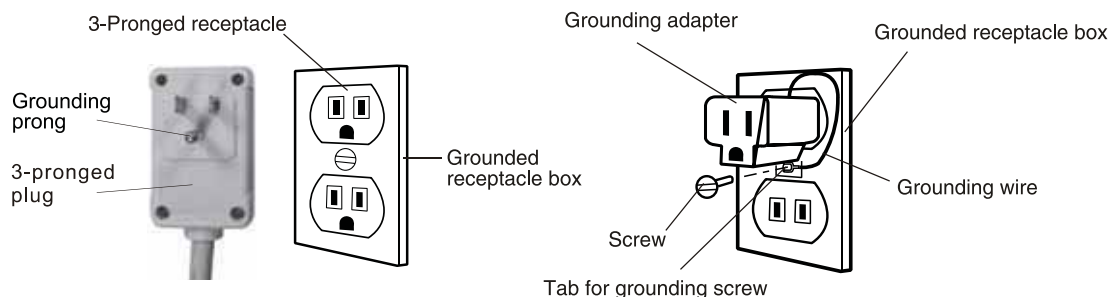 3-Pronged receptacle
Grounding
prong
3-pronged
plug
Grounded
receptacle box
Grounding adapter
Grounded receptacle box
Grounding wire
Screw
Tab for grounding screw